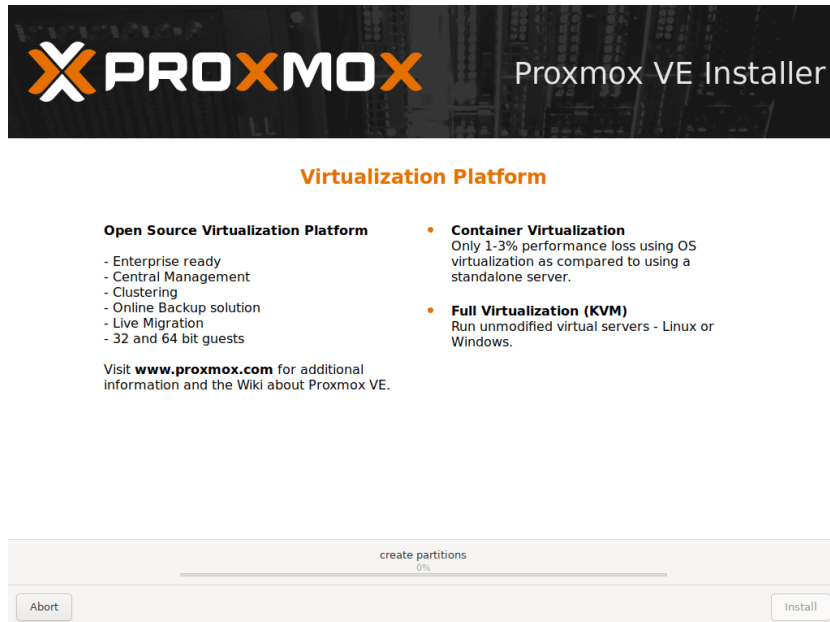 PROXMOX
Proxmox VE Installer
Virtualization Platform
Open Source Virtualization Platform
- Enterprise ready
- Central Management
- Clustering
- Online Backup solution
- Live Migration
- 32 and 64 bit guests
Visit www.proxmox.com for additional
information and the Wiki about Proxmox VE.
• Container Virtualization
Only 1-3% performance loss using OS
virtualization as compared to using a
standalone server.
• Full Virtualization (KVM)
Run unmodified virtual servers - Linux or
Windows.
create partitions
0%
Abort
Install